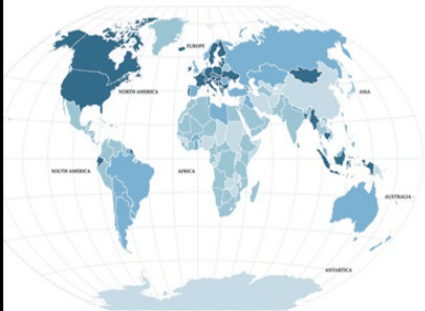 EUROPE
NORTH AMERICA
ASIA
SOUTH AMERICA
AFRICA
AUSTRALIA
ANTARTICA